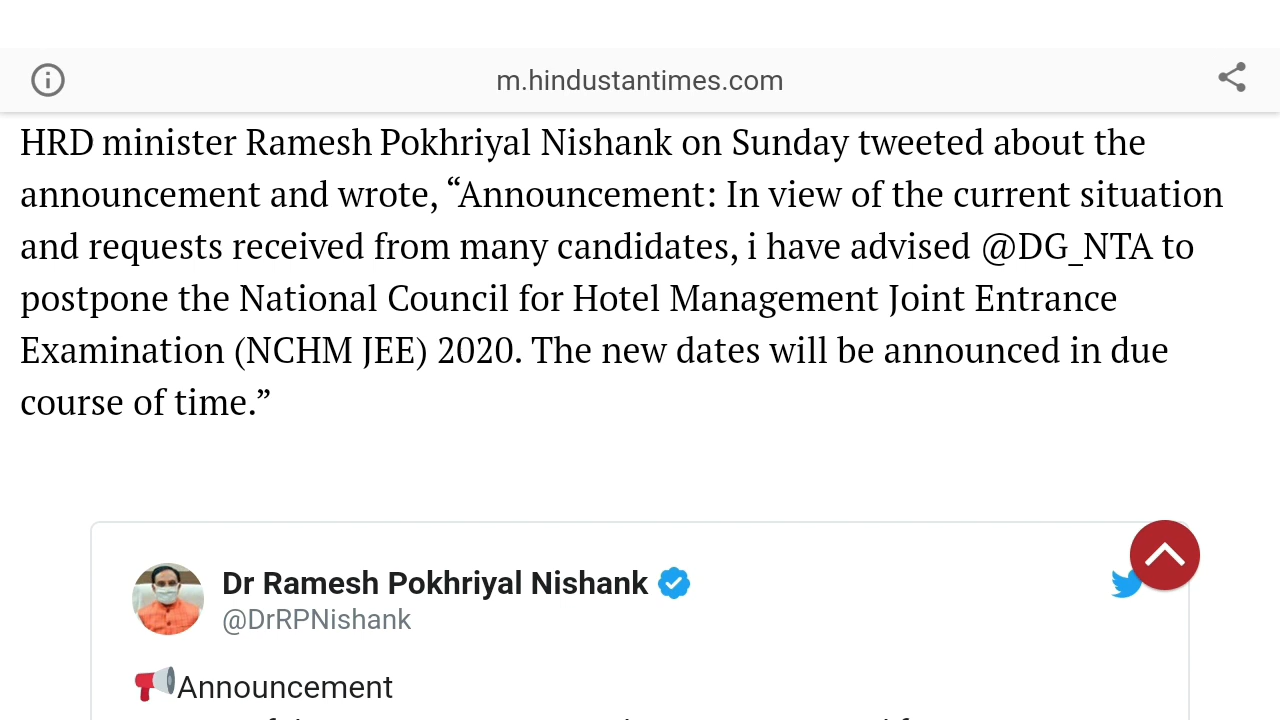 m.hindustantimes.com
HRD minister Ramesh Pokhriyal Nishank on Sunday tweeted about the
announcement and wrote, “Announcement: In view of the current situation
and requests received from many candidates, i have advised @DG_NTA to
postpone the National Council for Hotel Management Joint Entrance
Examination (NCHM JEE) 2020. The new dates will be announced in due
course of time.”
Dr Ramesh Pokhriyal Nishank
@DrRPNishank
Announcement